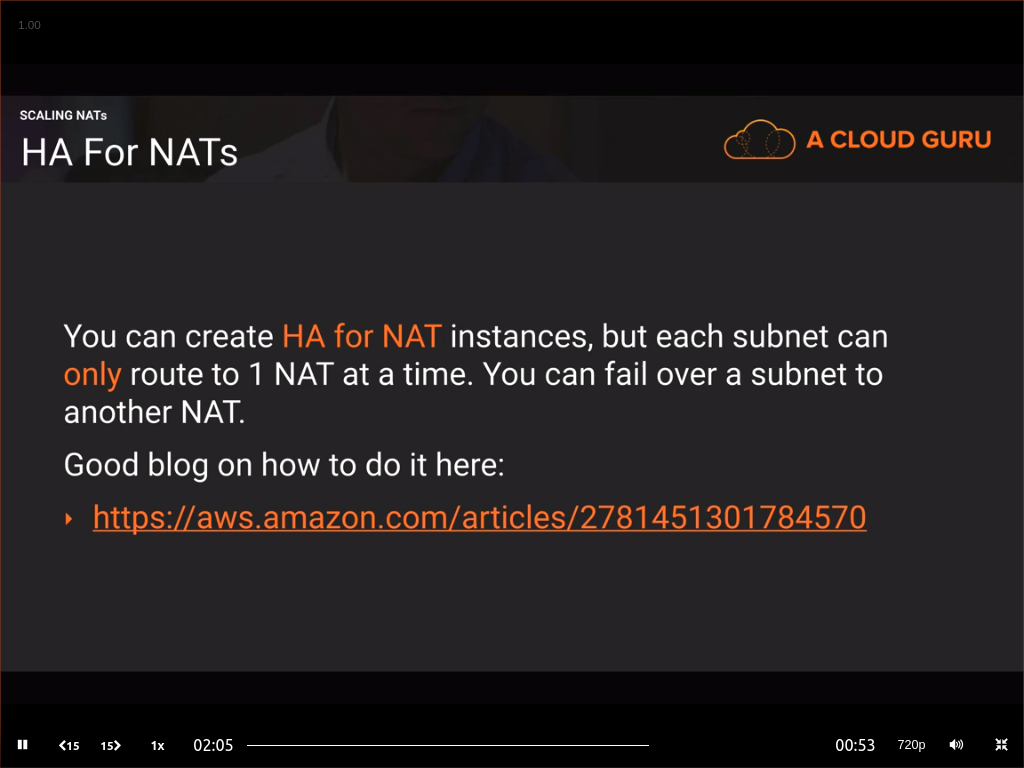 1.00
SCALING NATs
HA For NATs
A CLOUD GURU
You can create HA for NAT instances, but each subnet can
only route to 1 NAT at a time. You can fail over a subnet to
another NAT.
Good blog on how to do it here:
https://aws.amazon.com/articles/2781451301784570
15 15 1x 02:05 00:53 720p